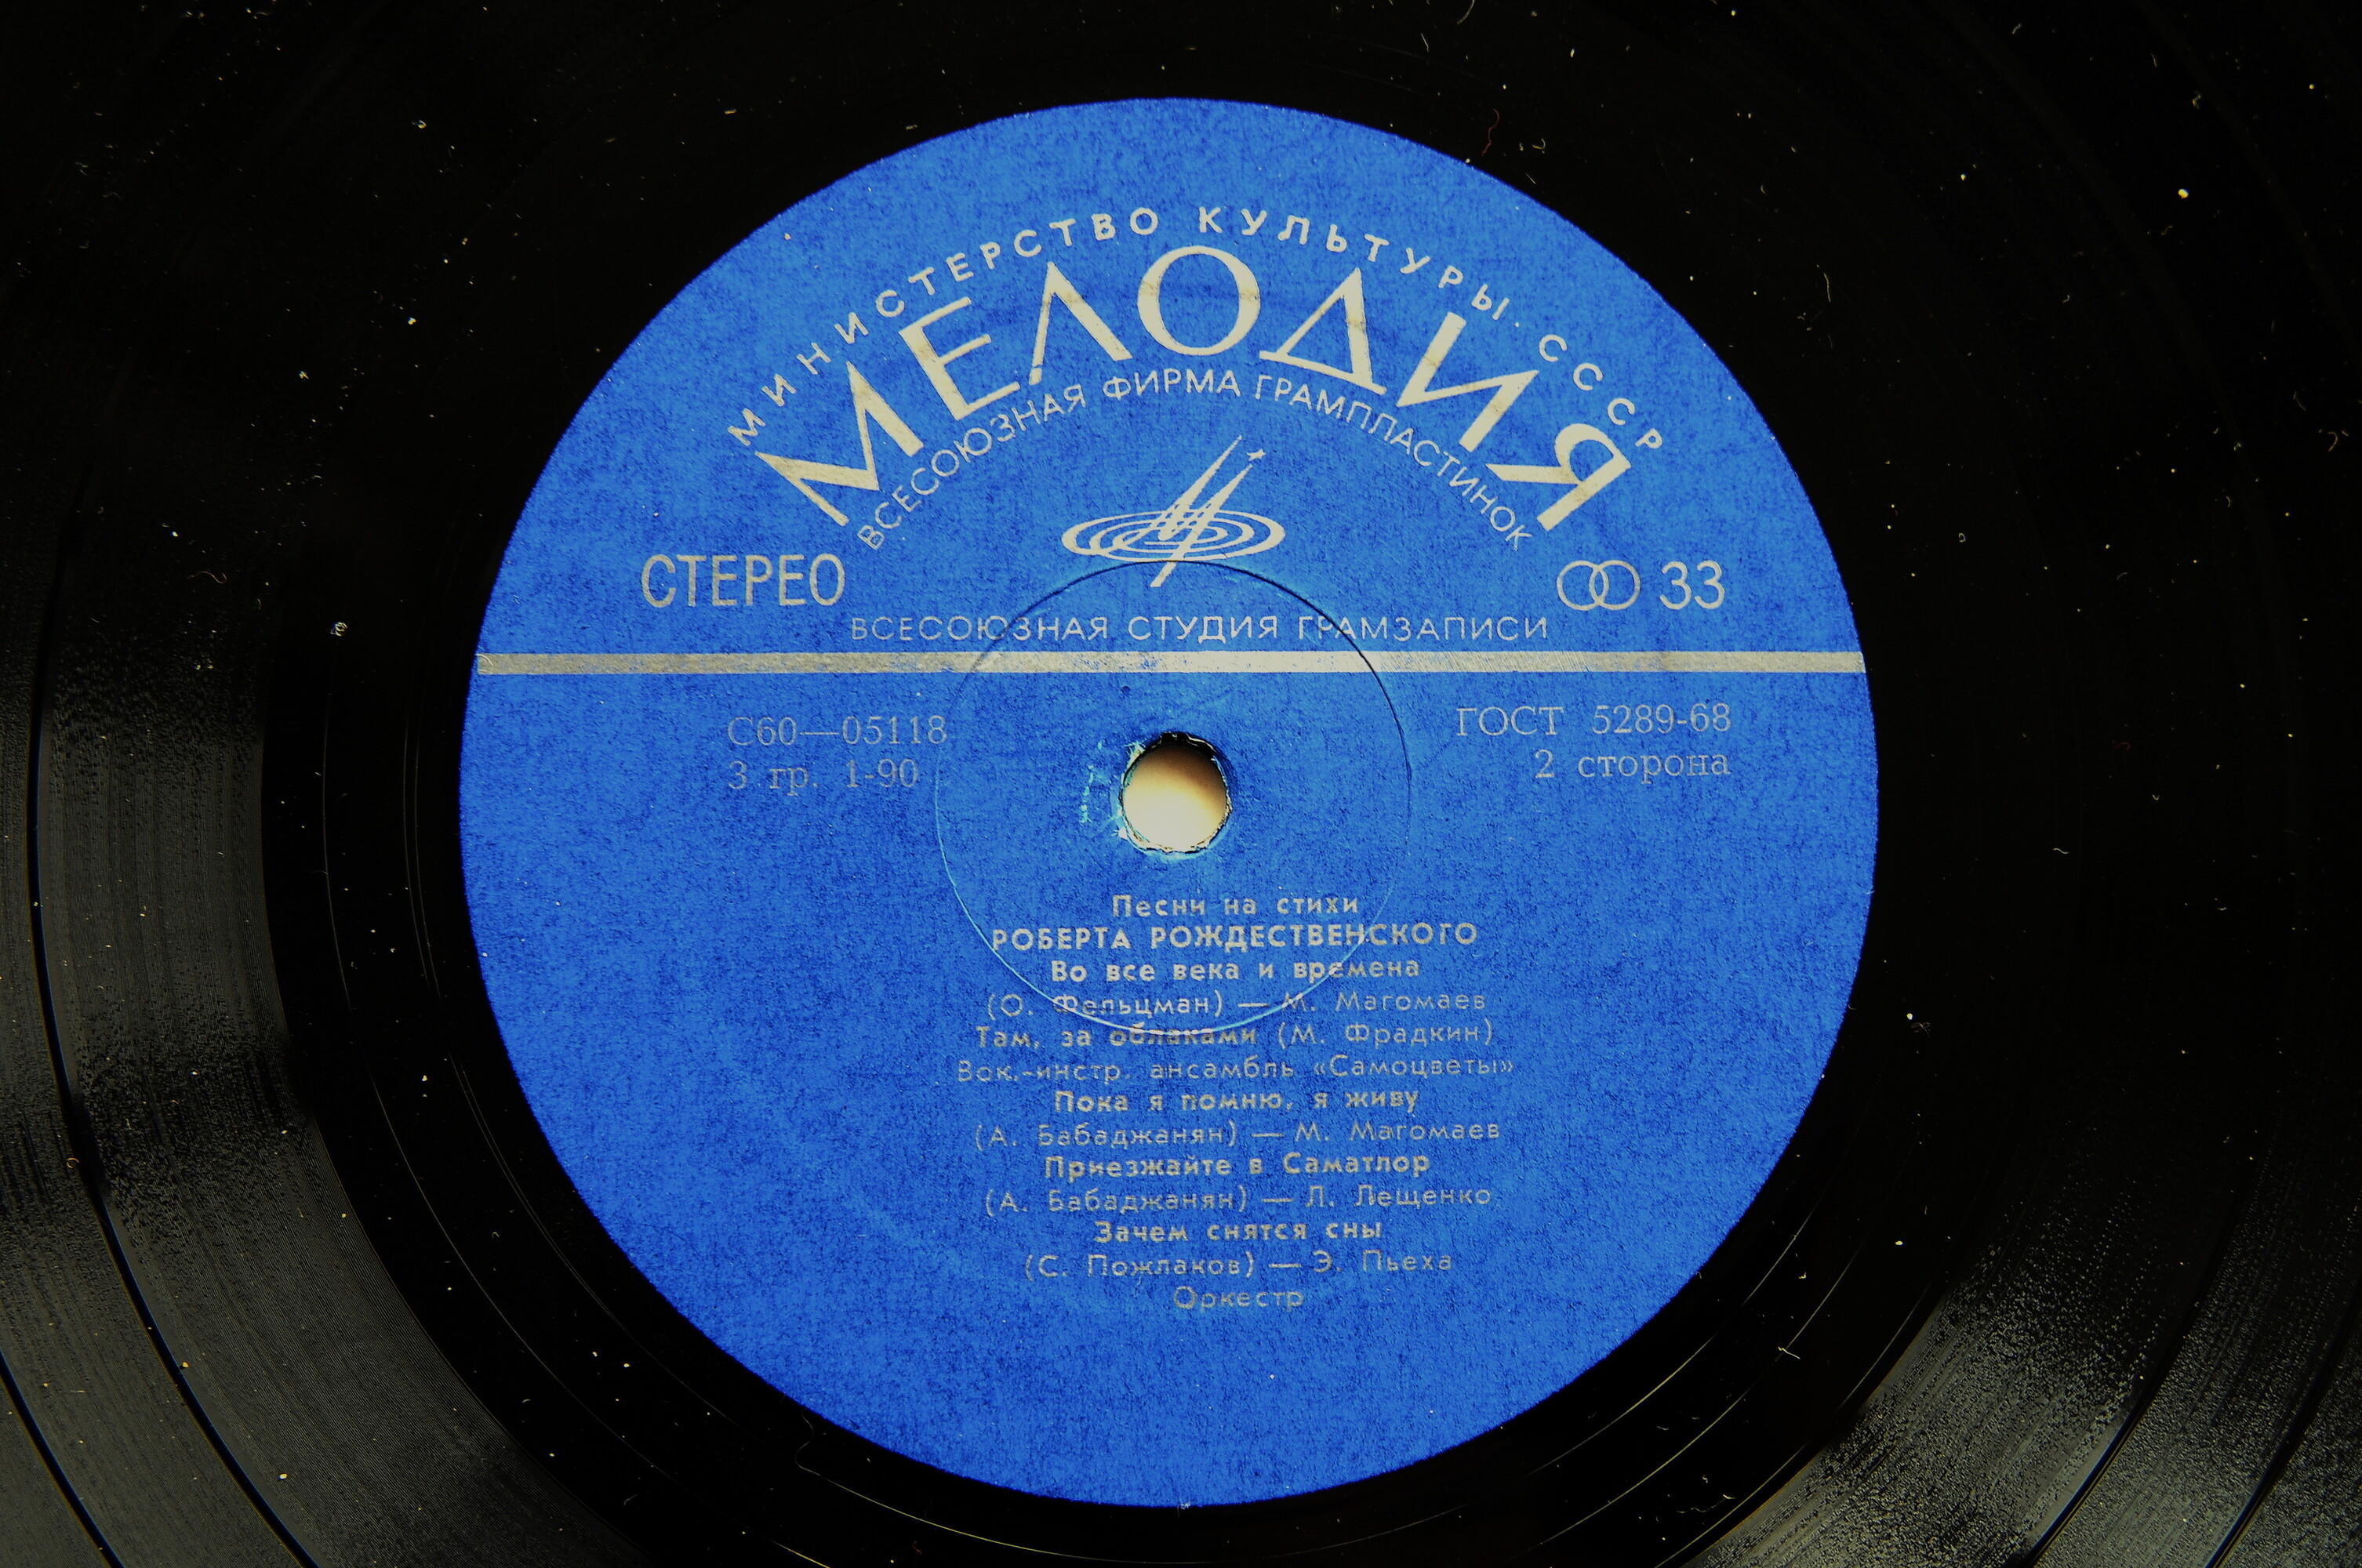 МИНИСТЕРСТВО КУЛЬТУРЫ · СССР
МЕЛОДИЯ
ВСЕСОЮЗНАЯ ФИРМА ГРАМПЛАСТИНОК
СТЕРЕО 33
ВСЕСОЮЗНАЯ СТУДИЯ ГРАМЗАПИСИ
С60—05118 ГОСТ 5289-68
3 гр. 1-90 2 сторона
Песни на стихи
РОБЕРТА РОЖДЕСТВЕНСКОГО
Во все века и времена
(О. Фельцман) — М. Магомаев
Там, за облаками (М. Фрадкин)
Вок.-инстр. ансамбль «Самоцветы»
Пока я помню, я живу
(А. Бабаджанян) — М. Магомаев
Приезжайте в Саматлор
(А. Бабаджанян) — Л. Лещенко
Зачем снятся сны
(С. Пожлаков) — Э. Пьеха
Оркестр